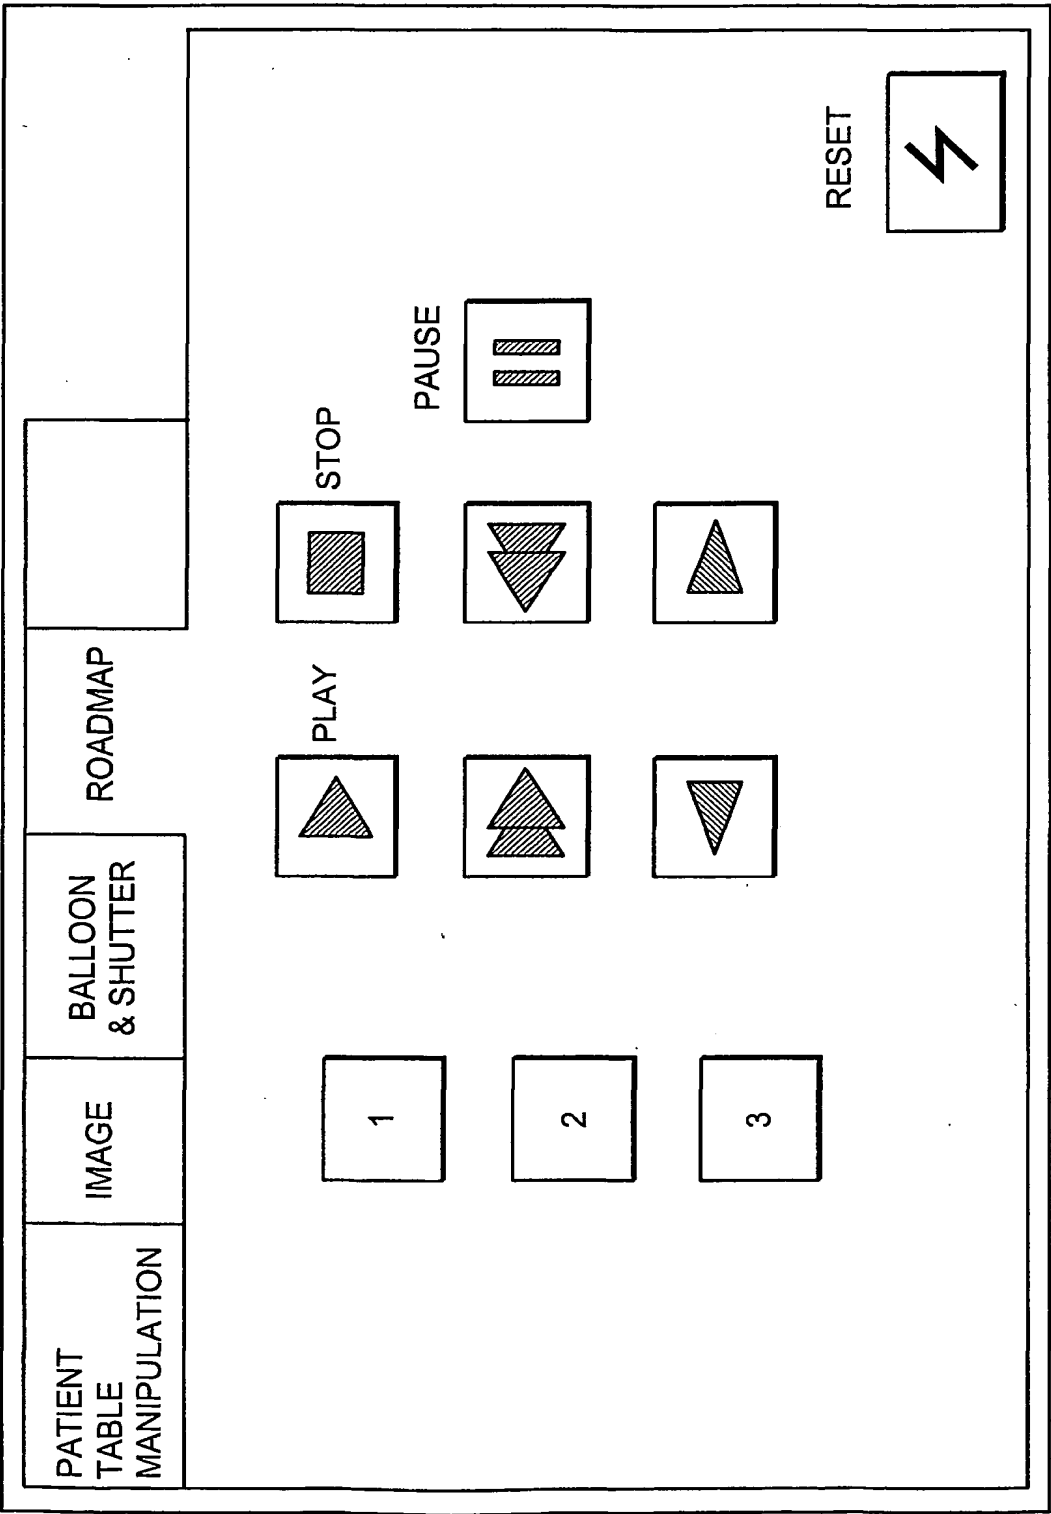 PATIENT
TABLE
MANIPULATION
IMAGE
BALLOON
& SHUTTER
ROADMAP
1
2
3
PLAY
STOP
PAUSE
RESET